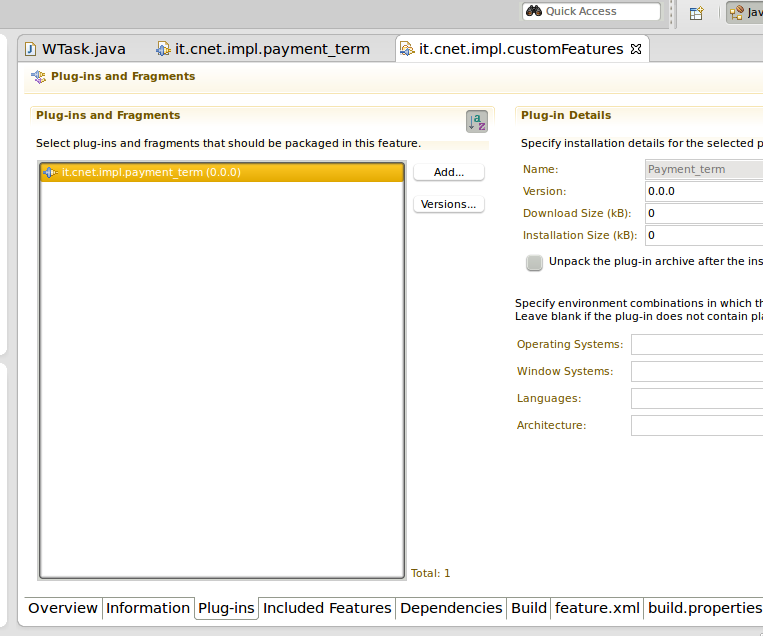 Quick Access
Jav
WTask.java
it.cnet.impl.payment_term
it.cnet.impl.customFeatures
Plug-ins and Fragments
Plug-ins and Fragments
Select plug-ins and fragments that should be packaged in this feature.
it.cnet.impl.payment_term (0.0.0)
Add...
Versions...
Total: 1
Plug-in Details
Specify installation details for the selected p
Name: Payment_term
Version: 0.0.0
Download Size (kB): 0
Installation Size (kB): 0
Unpack the plug-in archive after the ins
Specify environment combinations in which th
Leave blank if the plug-in does not contain pla
Operating Systems:
Window Systems:
Languages:
Architecture:
Overview Information Plug-ins Included Features Dependencies Build feature.xml build.properties